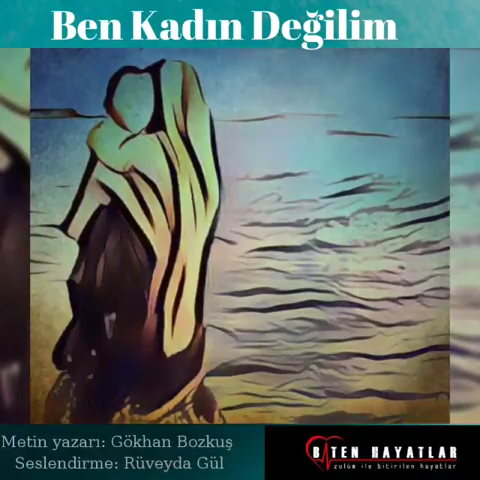 Ben Kadın Değilim
Metin yazarı: Gökhan Bozkuş
Seslendirme: Rüveyda Gül
BİTEN HAYATLAR
zulüm ile bitirilen hayatlar